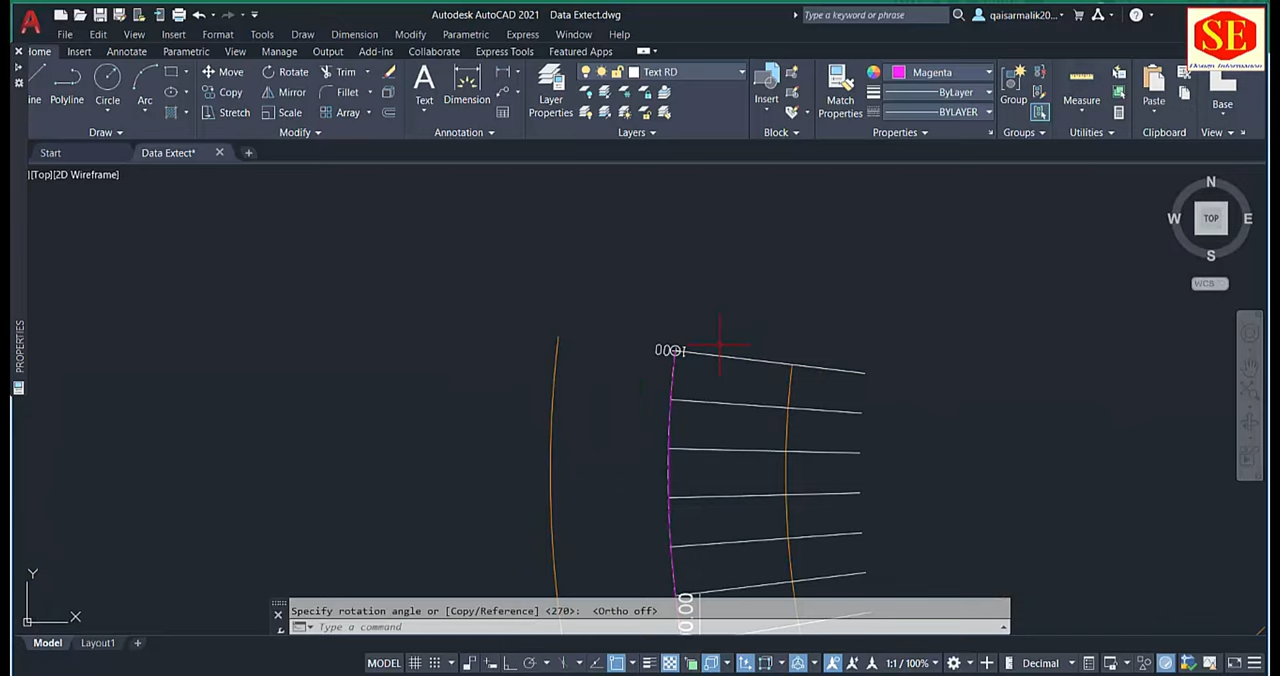 Autodesk AutoCAD 2021 Data Extect.dwg
Type a keyword or phrase
qaisarmalik20...
SE
File Edit View Insert Format Tools Draw Dimension Modify Parametric Express Window Help
ome Insert Annotate Parametric View Manage Output Add-ins Collaborate Express Tools Featured Apps
ine Polyline Circle Arc
Move Rotate Trim
Copy Mirror Fillet
Stretch Scale Array
Text Dimension
Layer Properties
Text RD
Insert
Match Properties
Magenta
ByLayer
BYLAYER
Group
Measure
Paste
Base
Draw Modify Annotation Layers Block Properties Groups Utilities Clipboard View
Start Data Extect*
][Top][2D Wireframe]
N
W TOP E
S
WCS
PROPERTIES
Y
X
Specify rotation angle or [Copy/Reference] <270>: <Ortho off>
Type a command
Model Layout1
MODEL 1:1 / 100% Decimal